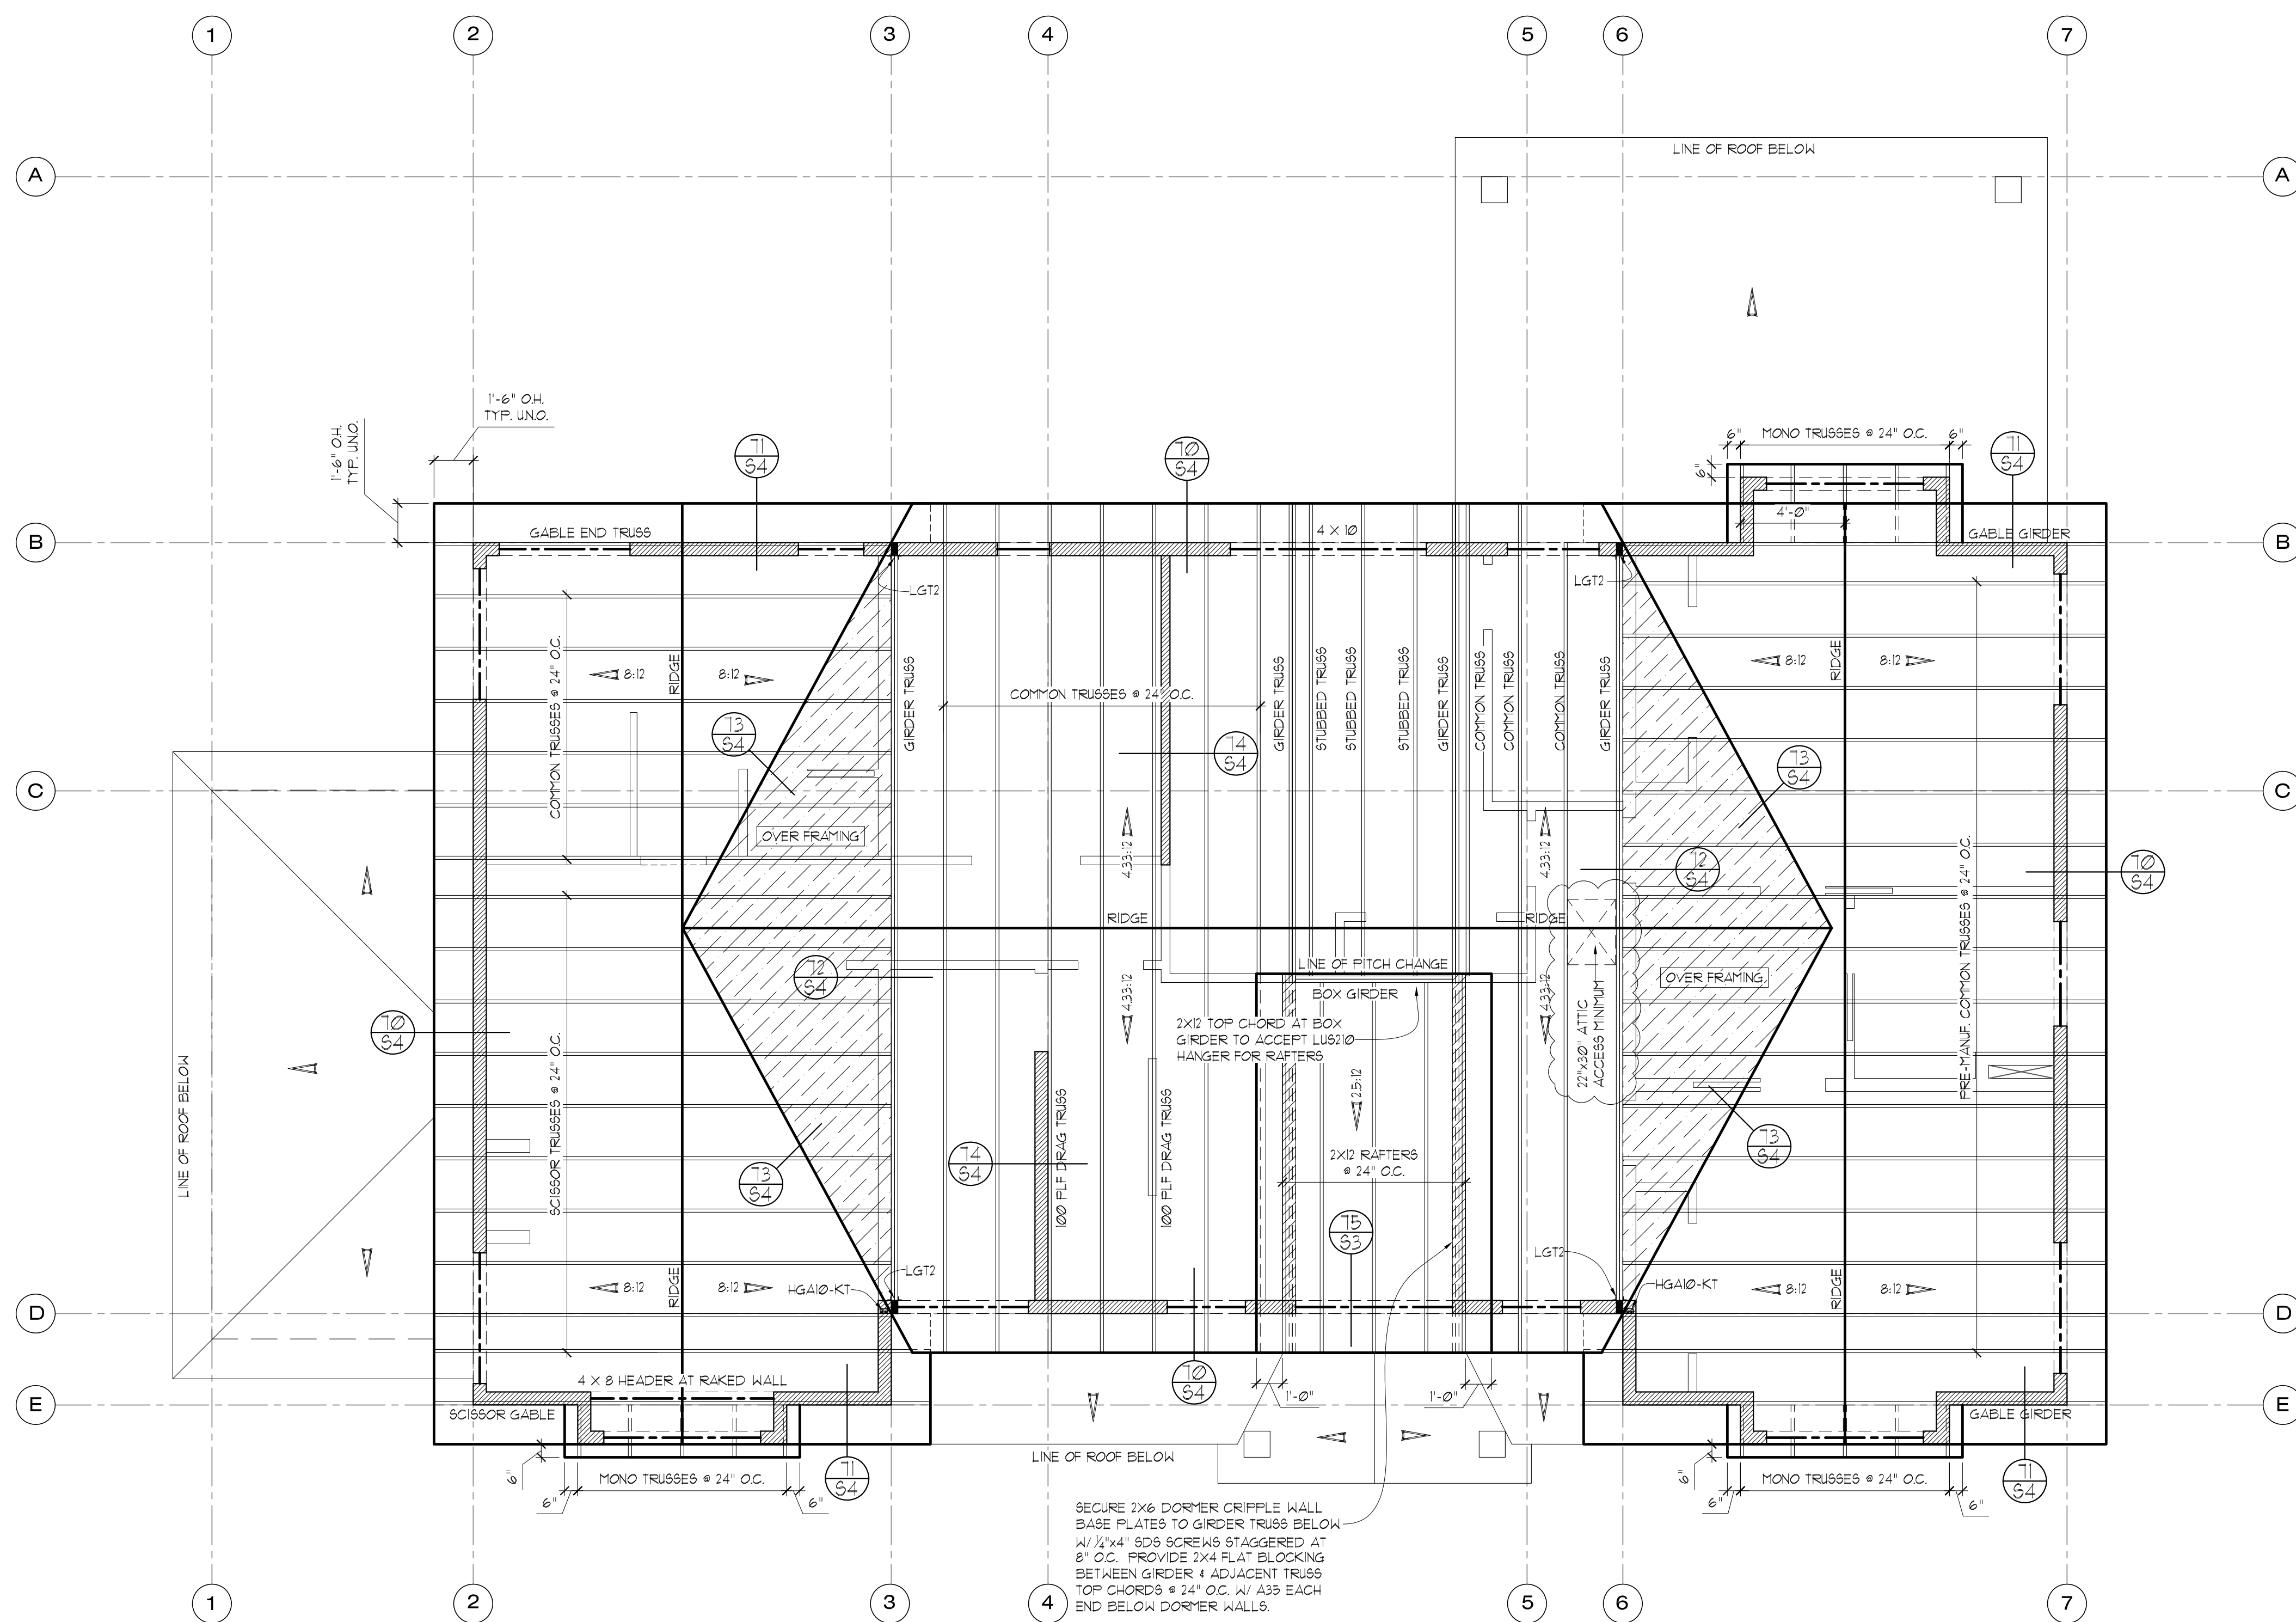 1
2
3
4
5
6
7
A
A
LINE OF ROOF BELOW
1'-6" O.H.
TYP. U.N.O.
1'-6" O.H.
TYP. U.N.O.
71
S4
70
S4
6"
MONO TRUSSES @ 24" O.C.
6"
71
S4
6"
4'-0"
B
GABLE END TRUSS
4 X 10
GABLE GIRDER
B
LGT2
LGT2
COMMON TRUSSES @ 24" O.C.
8:12
RIDGE
8:12
GIRDER TRUSS
COMMON TRUSSES @ 24" O.C.
GIRDER TRUSS
STUBBED TRUSS
STUBBED TRUSS
STUBBED TRUSS
GIRDER TRUSS
COMMON TRUSS
COMMON TRUSS
COMMON TRUSS
GIRDER TRUSS
8:12
RIDGE
8:12
73
S4
74
S4
73
S4
C
C
OVER FRAMING
4.33:12
4.33:12
72
S4
70
S4
RIDGE
RIDGE
PRE-MANUF. COMMON TRUSSES @ 24" O.C.
72
S4
LINE OF PITCH CHANGE
BOX GIRDER
OVER FRAMING
4.33:12
4.33:12
2X12 TOP CHORD AT BOX
GIRDER TO ACCEPT LUS210
HANGER FOR RAFTERS
22"x30" ATTIC
ACCESS MINIMUM
70
S4
LINE OF ROOF BELOW
SCISSOR TRUSSES @ 24" O.C.
2.5:12
100 PLF DRAG TRUSS
100 PLF DRAG TRUSS
2X12 RAFTERS
@ 24" O.C.
74
S4
73
S4
73
S4
75
S3
LGT2
LGT2
8:12
RIDGE
8:12
HGA10-KT
HGA10-KT
8:12
RIDGE
8:12
D
D
4 X 8 HEADER AT RAKED WALL
70
S4
1'-0"
1'-0"
E
SCISSOR GABLE
GABLE GIRDER
E
LINE OF ROOF BELOW
6"
MONO TRUSSES @ 24" O.C.
71
S4
6"
6"
6"
MONO TRUSSES @ 24" O.C.
71
S4
6"
6"
SECURE 2X6 DORMER CRIPPLE WALL
BASE PLATES TO GIRDER TRUSS BELOW
W/ 1/4"x4" SDS SCREWS STAGGERED AT
8" O.C. PROVIDE 2X4 FLAT BLOCKING
BETWEEN GIRDER & ADJACENT TRUSS
TOP CHORDS @ 24" O.C. W/ A35 EACH
END BELOW DORMER WALLS.
1
2
3
4
5
6
7